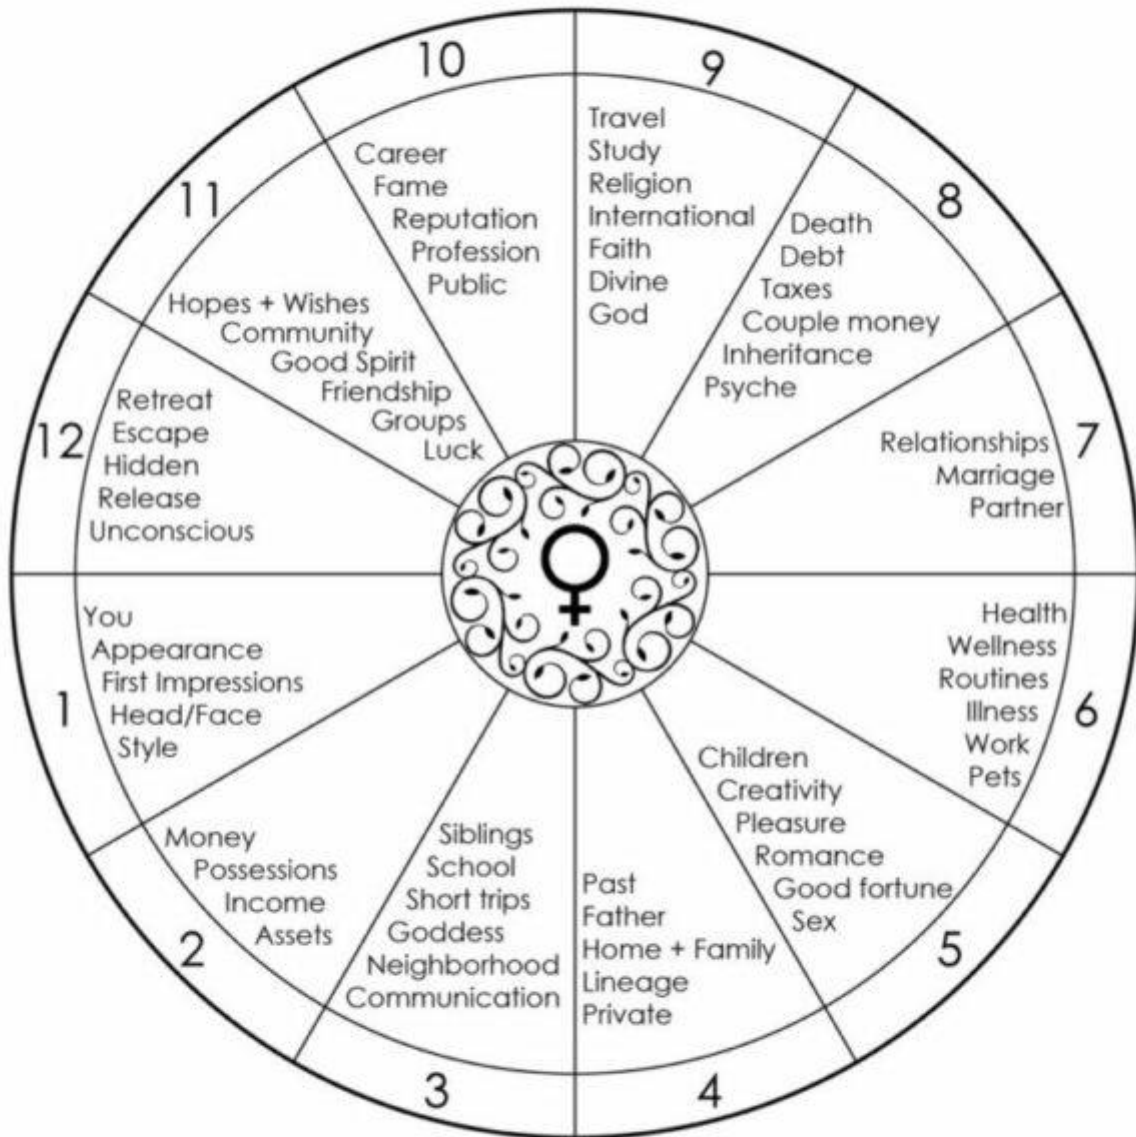 10
Career
Fame
Reputation
Profession
Public
9
Travel
Study
Religion
International
Faith
Divine
God
8
Death
Debt
Taxes
Couple money
Inheritance
Psyche
7
Relationships
Marriage
Partner
6
Health
Wellness
Routines
Illness
Work
Pets
5
Children
Creativity
Pleasure
Romance
Good fortune
Sex
4
Past
Father
Home + Family
Lineage
Private
3
Siblings
School
Short trips
Goddess
Neighborhood
Communication
2
Money
Possessions
Income
Assets
1
You
Appearance
First Impressions
Head/Face
Style
12
Retreat
Escape
Hidden
Release
Unconscious
11
Hopes + Wishes
Community
Good Spirit
Friendship
Groups
Luck